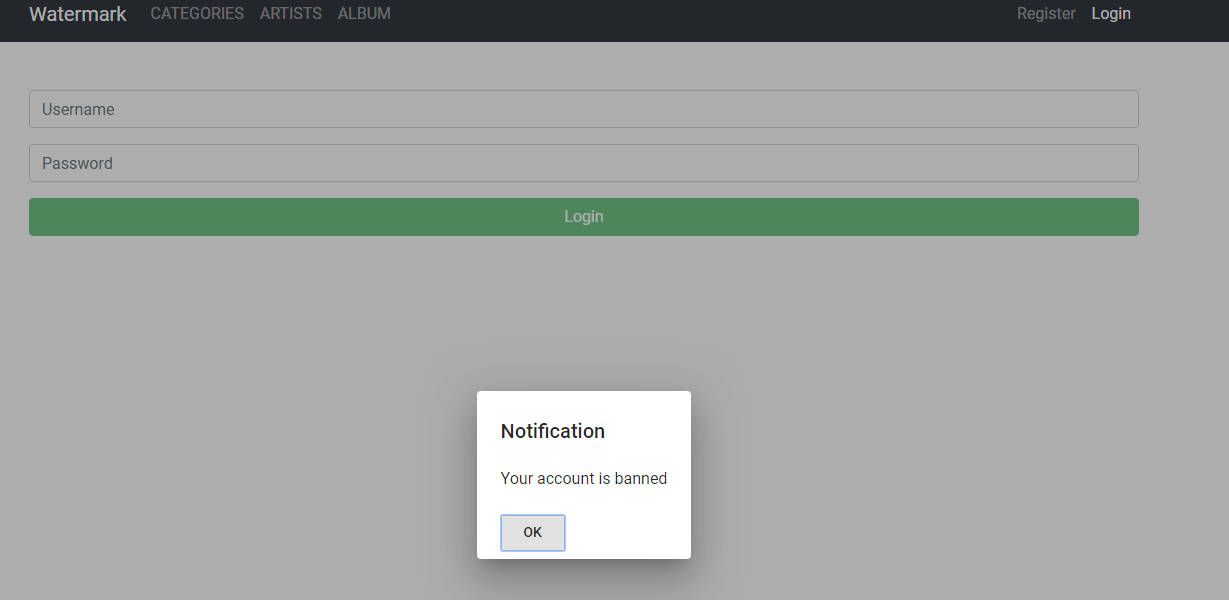 Watermark CATEGORIES ARTISTS ALBUM Register Login
Username
Password
Login
Notification
Your account is banned
OK